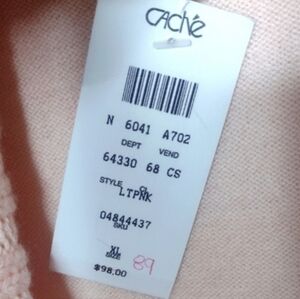 Caché
N 6041 A702
DEPT VEND
64330 68 CS
STYLE CL
LTPNK
04844437
SKU
XL
SIZE
89
$98.00